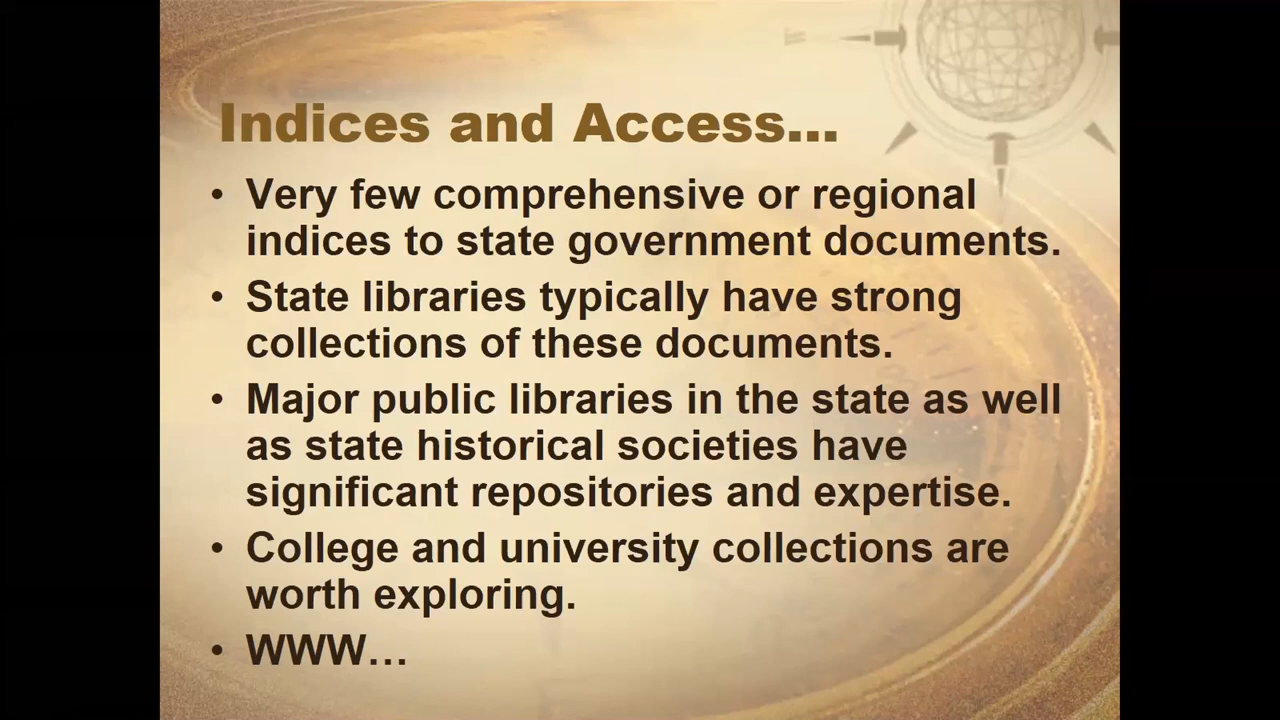 Indices and Access...
• Very few comprehensive or regional
indices to state government documents.
• State libraries typically have strong
collections of these documents.
• Major public libraries in the state as well
as state historical societies have
significant repositories and expertise.
• College and university collections are
worth exploring.
• WWW…